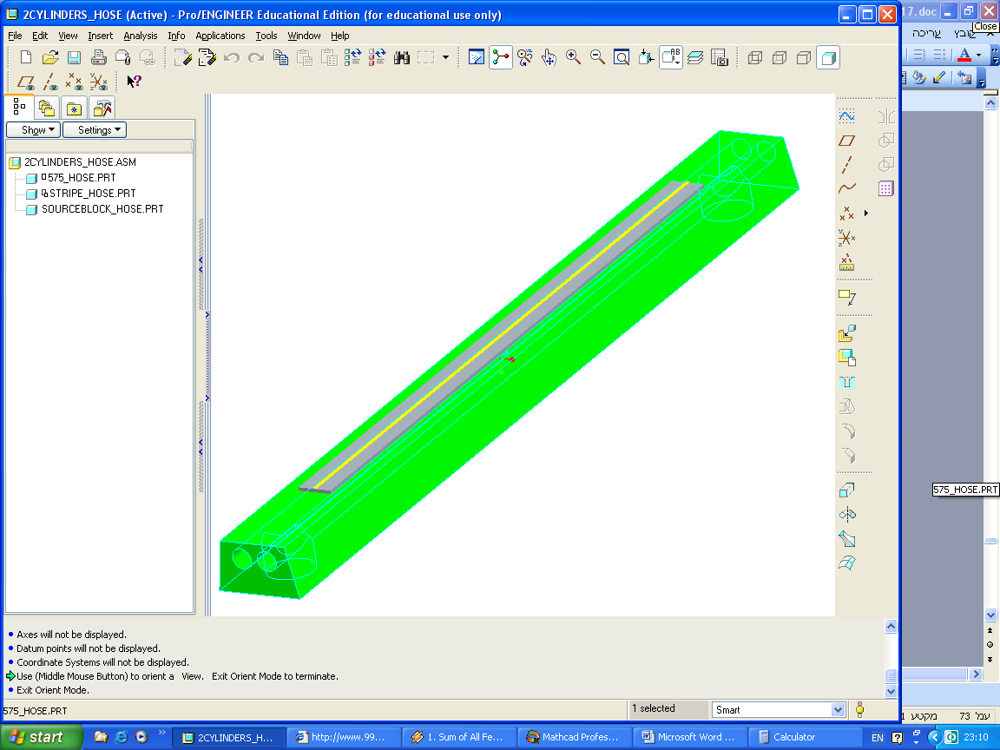 2CYLINDERS_HOSE (Active) - Pro/ENGINEER Educational Edition (for educational use only)
17.doc
Close
File Edit View Insert Analysis Info Applications Tools Window Help
עריכה קובץ
Show
Settings
2CYLINDERS_HOSE.ASM
575_HOSE.PRT
STRIPE_HOSE.PRT
SOURCEBLOCK_HOSE.PRT
575_HOSE.PRT
Axes will not be displayed.
Datum points will not be displayed.
Coordinate Systems will not be displayed.
Use (Middle Mouse Button) to orient a View. Exit Orient Mode to terminate.
Exit Orient Mode.
575_HOSE.PRT
1 selected
Smart
עמ' 73 מקטע 1
start
2CYLINDERS_H...
http://www.99...
1. Sum of All Fe...
Mathcad Profes...
Microsoft Word ...
Calculator
EN
23:10